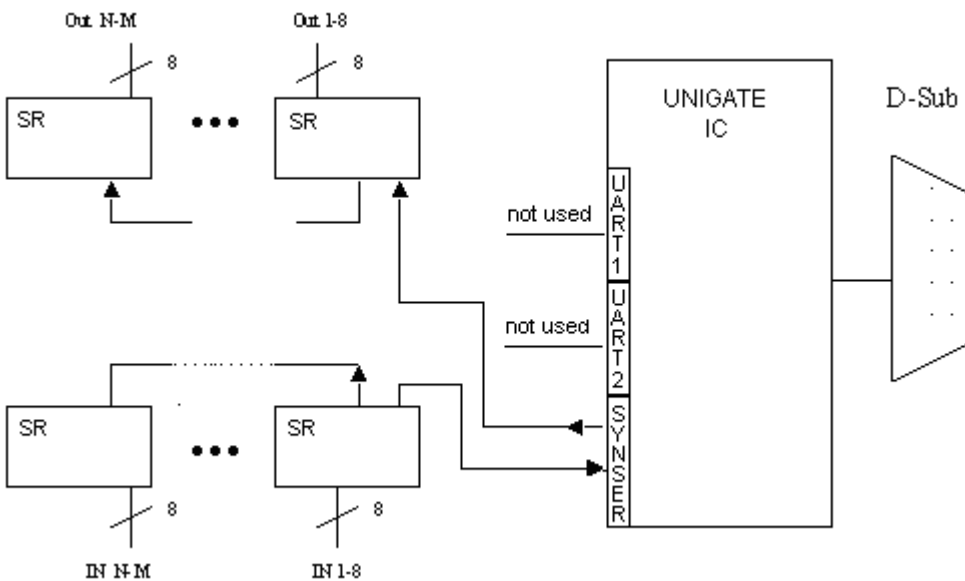 Out N-M
Out 1-8
8
8
SR
SR
UNIGATE
IC
D-Sub
UART1
not used
UART2
not used
SYNSER
SR
SR
8
8
IN N-M
IN 1-8